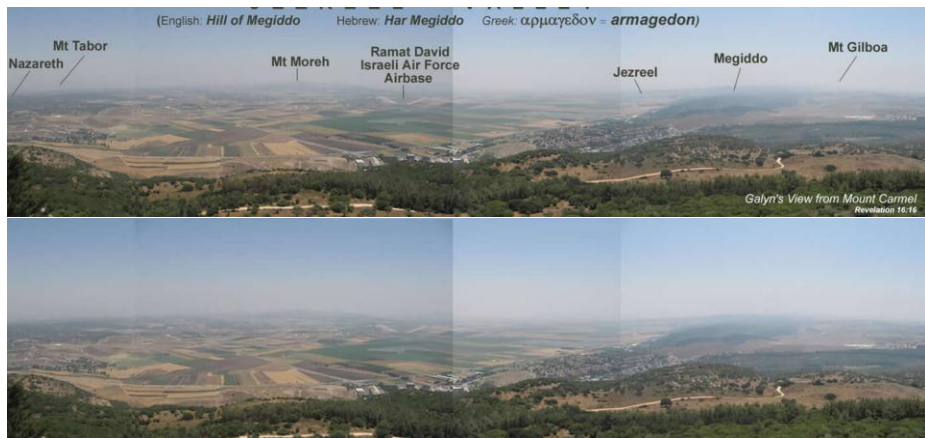 (English: Hill of Megiddo Hebrew: Har Megiddo Greek: αρμαγεδον = armagedon)
Nazareth
Mt Tabor
Mt Moreh
Ramat David
Israeli Air Force
Airbase
Jezreel
Megiddo
Mt Gilboa
Galyn's View from Mount Carmel
Revelation 16:16